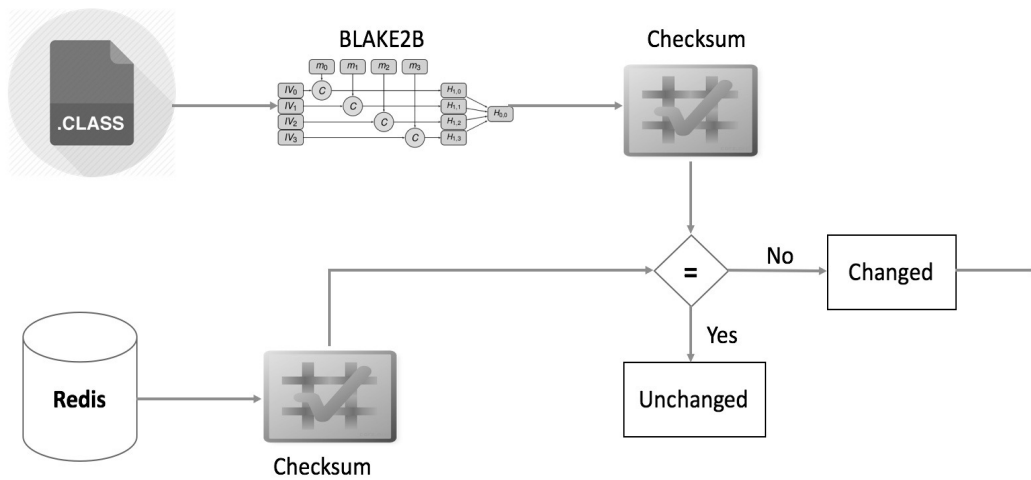 BLAKE2B
Checksum
m0 m1 m2 m3
.CLASS
IV0 C H1,0
IV1 C H1,1
H0,0
IV2 C H1,2
IV3 C H1,3
=
No
Changed
Yes
Redis
Unchanged
Checksum